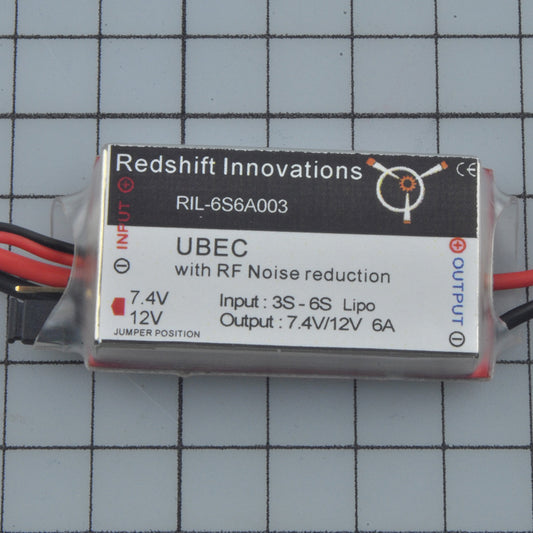 Redshift Innovations
CE
RIL-6S6A003
UBEC
with RF Noise reduction
Input : 3S - 6S Lipo
Output : 7.4V/12V 6A
INPUT
+
-
7.4V
12V
JUMPER POSITION
+
OUTPUT
-